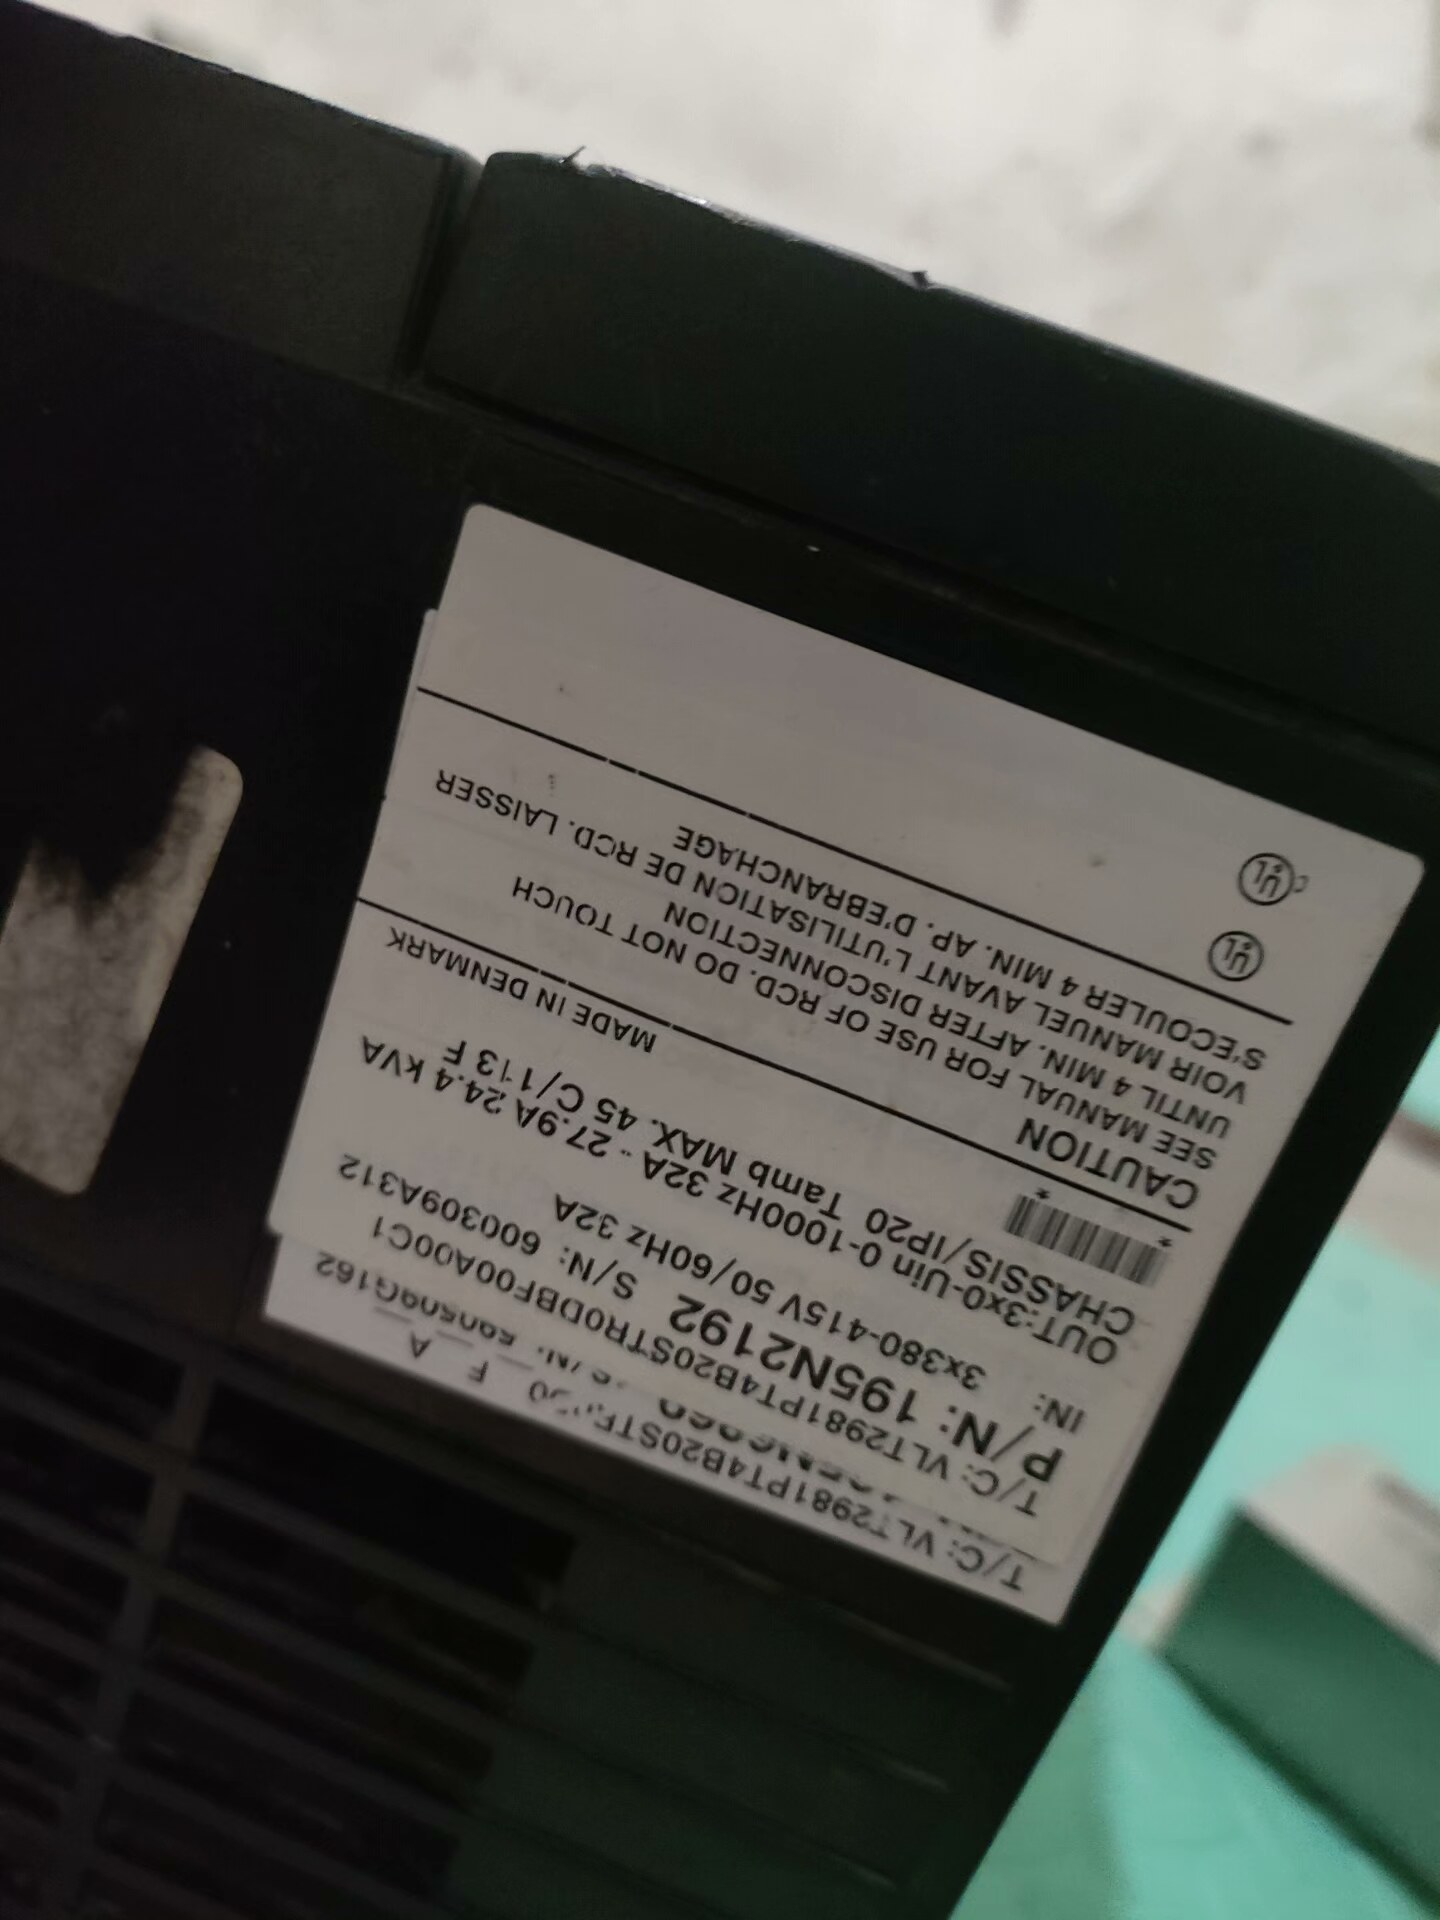 T/C: VLT2981PT4B20STR
T/C: VLT2981PT4B20STR0DBF00A00C1
P/N: 195N2192 S/N: 600309A312
IN: 3x380-415V 50/60Hz 32A
OUT:3x0-Uin 0-1000Hz 32A .. 27.9A 24.4 kVA
CHASSIS/IP20 Tamb MAX. 45 C/113 F
* * MADE IN DENMARK
CAUTION
SEE MANUAL FOR USE OF RCD. DO NOT TOUCH
UNTIL 4 MIN. AFTER DISCONNECTION
VOIR MANUEL AVANT L'UTILISATION DE RCD. LAISSER
S'ECOULER 4 MIN. AP. D'EBRANCHAGE